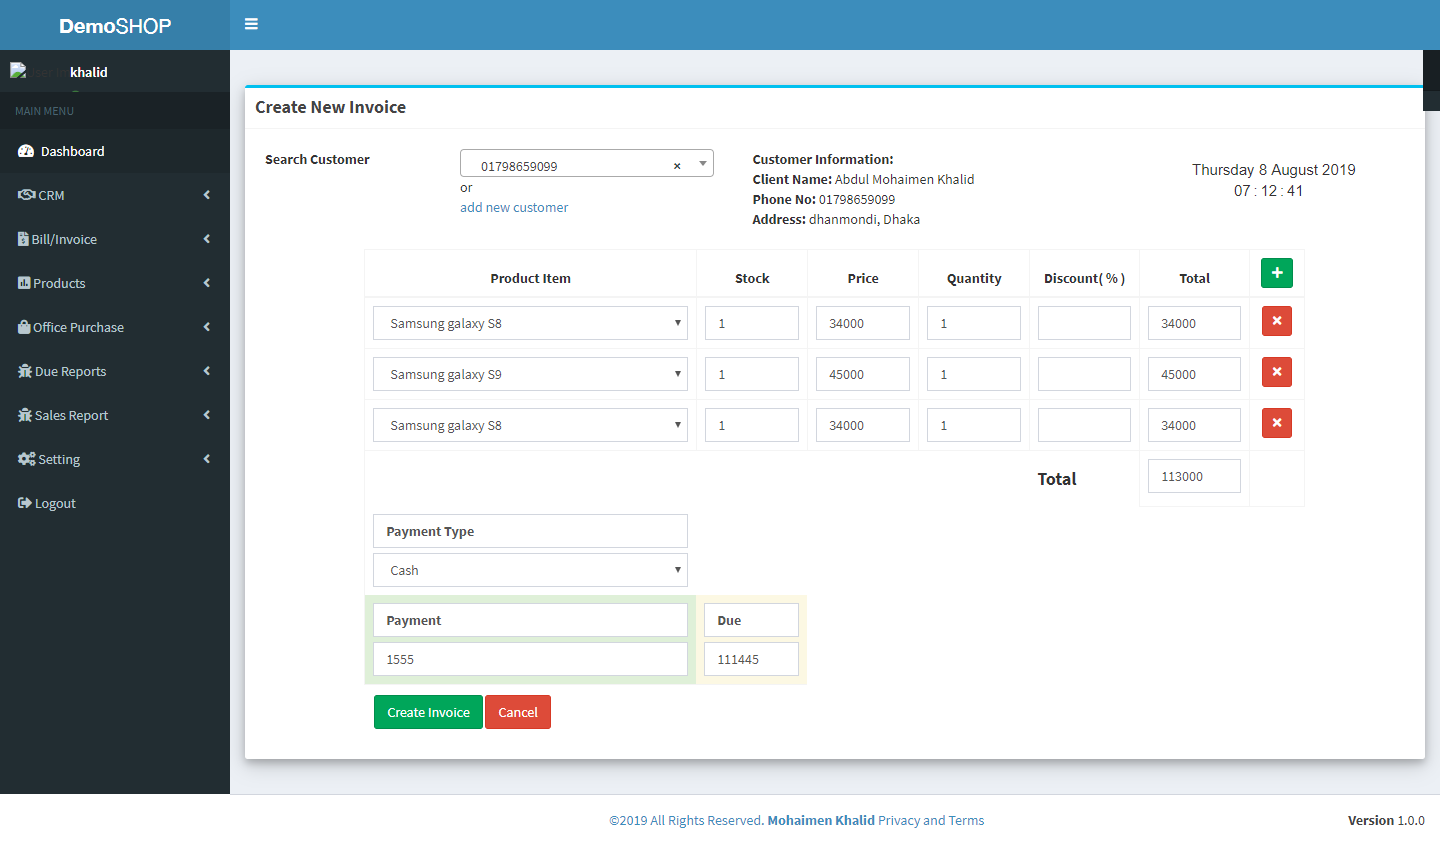 DemoSHOP
khalid
MAIN MENU
Dashboard
CRM
Bill/Invoice
Products
Office Purchase
Due Reports
Sales Report
Setting
Logout
Create New Invoice
Search Customer
01798659099 ×
or
add new customer
Customer Information:
Client Name: Abdul Mohaimen Khalid
Phone No: 01798659099
Address: dhanmondi, Dhaka
Thursday 8 August 2019
07 : 12 : 41
Product Item Stock Price Quantity Discount( % ) Total
Samsung galaxy S8 1 34000 1 34000
Samsung galaxy S9 1 45000 1 45000
Samsung galaxy S8 1 34000 1 34000
Total 113000
Payment Type
Cash
Payment Due
1555 111445
Create Invoice Cancel
©2019 All Rights Reserved. Mohaimen Khalid Privacy and Terms
Version 1.0.0